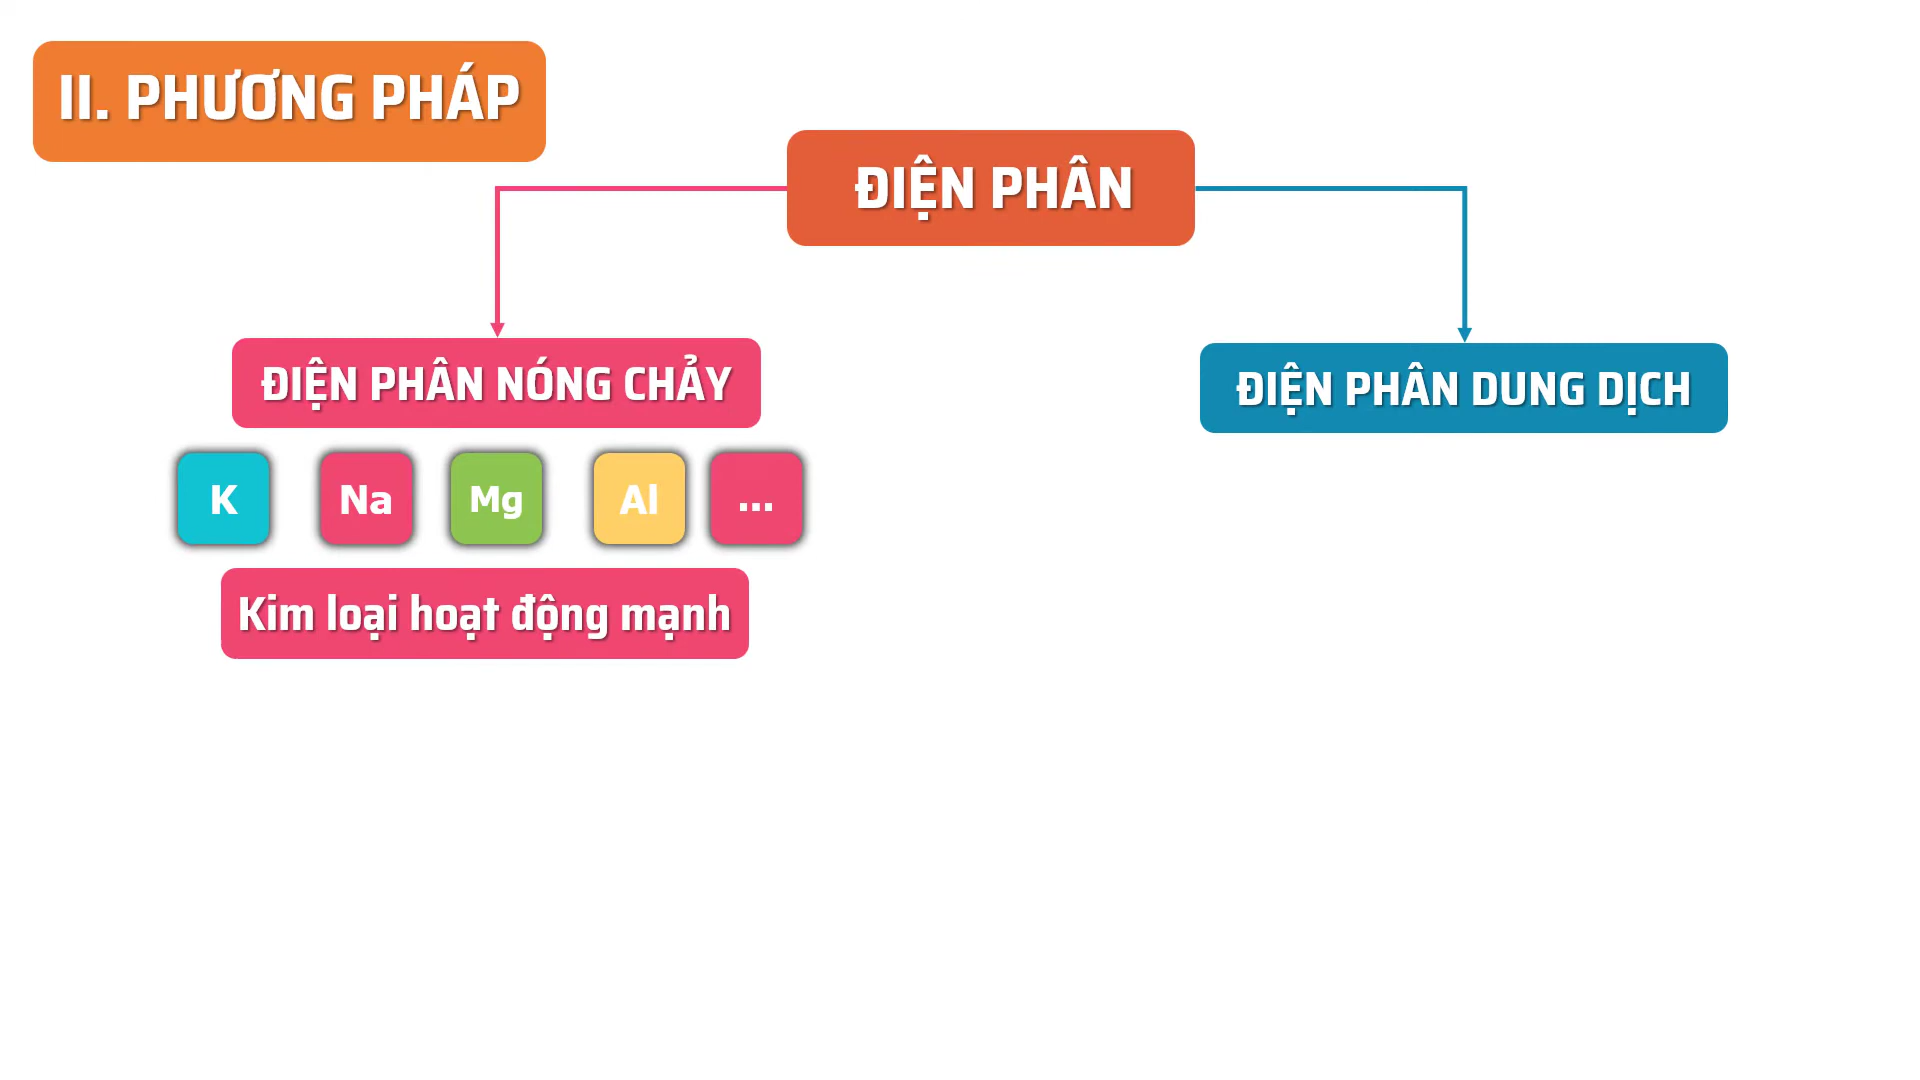 II. PHƯƠNG PHÁP
ĐIỆN PHÂN
ĐIỆN PHÂN NÓNG CHẢY
ĐIỆN PHÂN DUNG DỊCH
K Na Mg Al ...
Kim loại hoạt động mạnh